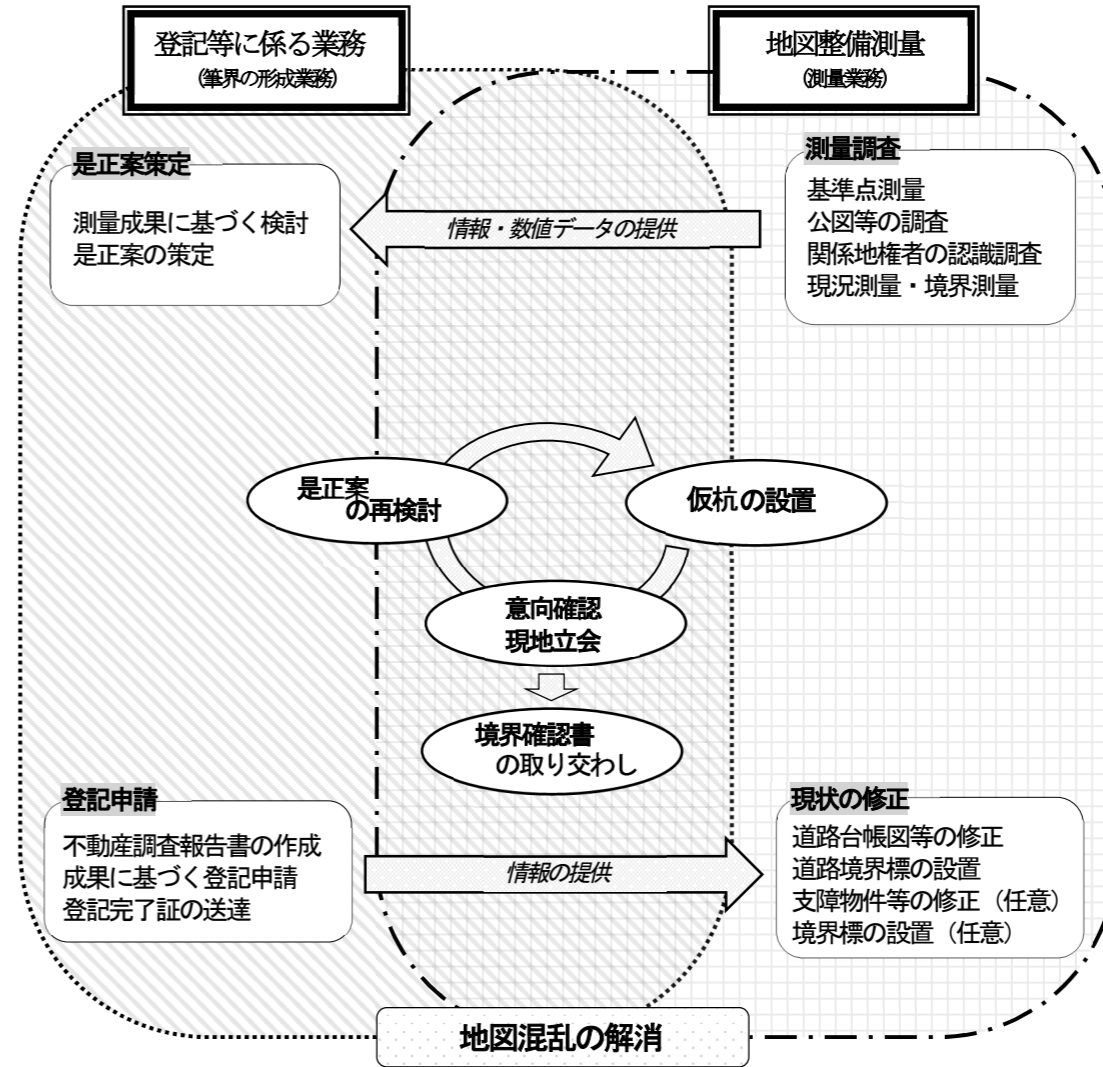 登記等に係る業務
（筆界の形成業務）
地図整備測量
（測量業務）
是正案策定
測量成果に基づく検討
是正案の策定
情報・数値データの提供
測量調査
基準点測量
公図等の調査
関係地権者の認識調査
現況測量・境界測量
是正案
の再検討
仮杭の設置
意向確認
現地立会
境界確認書
の取り交わし
登記申請
不動産調査報告書の作成
成果に基づく登記申請
登記完了証の送達
情報の提供
現状の修正
道路台帳図等の修正
道路境界標の設置
支障物件等の修正（任意）
境界標の設置（任意）
地図混乱の解消